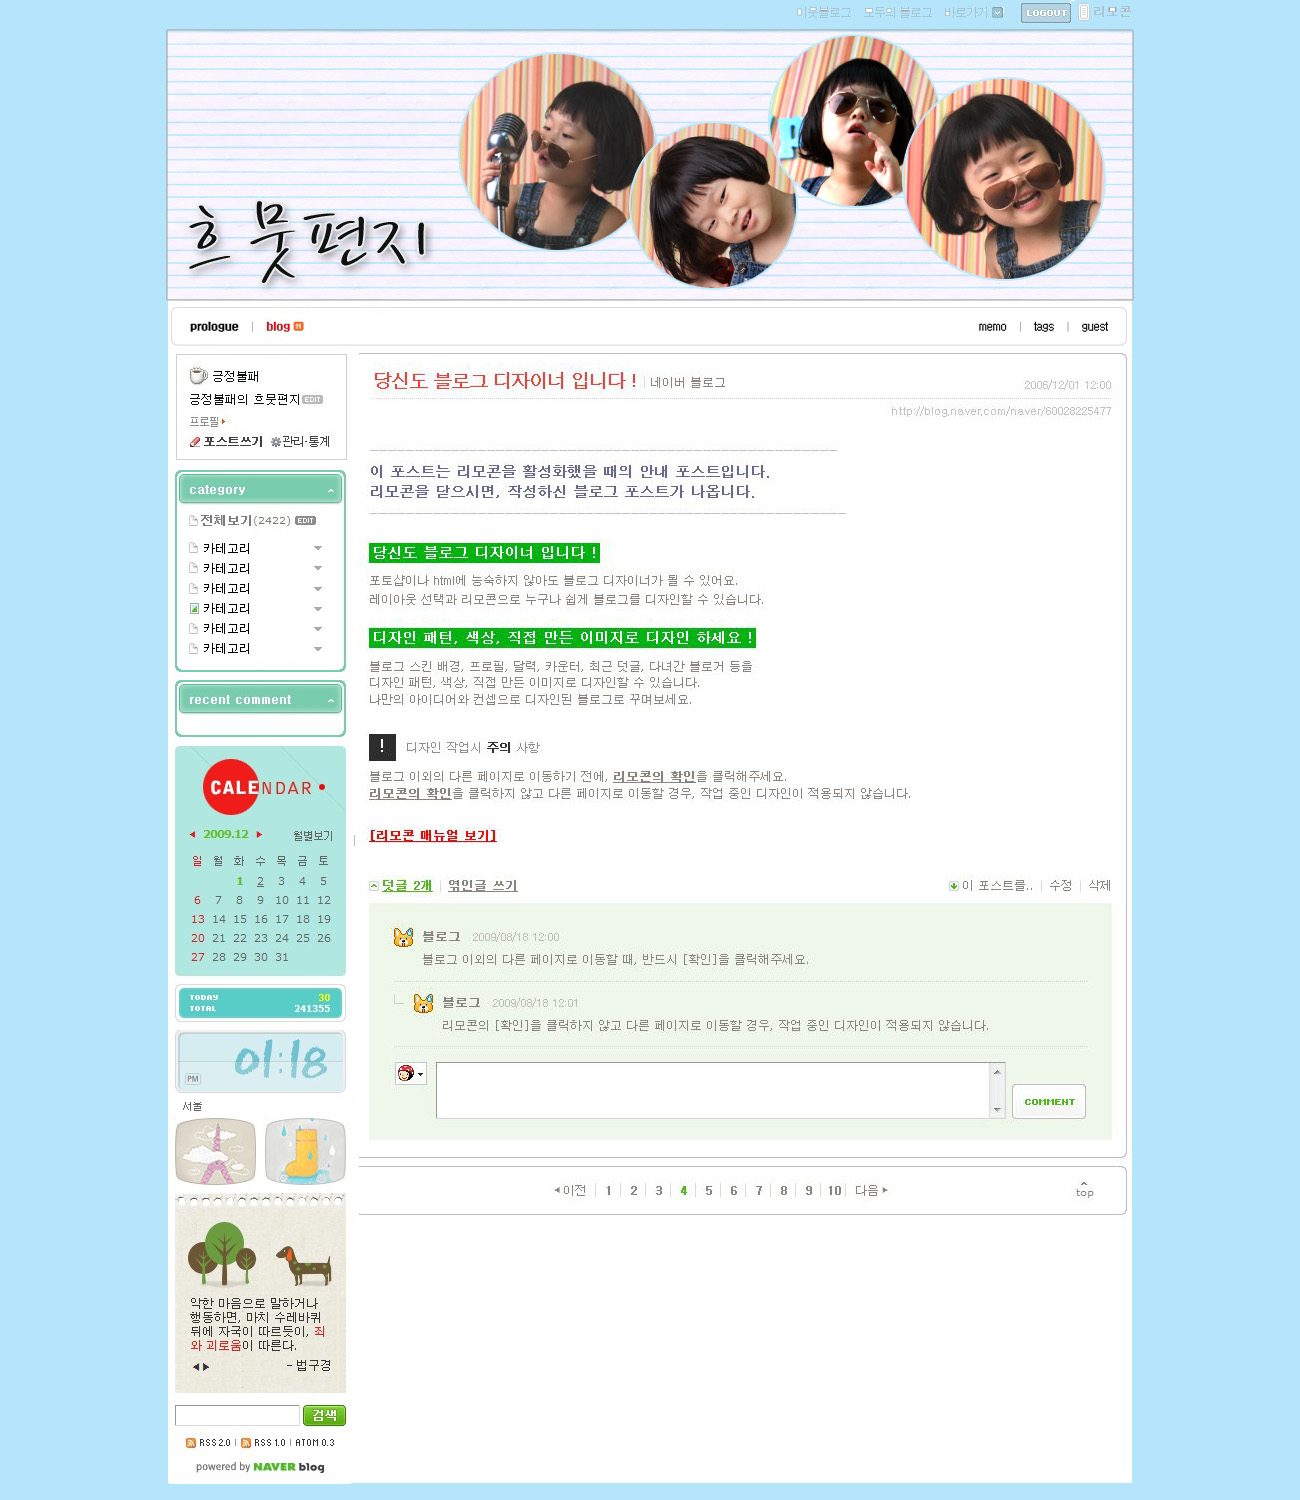 이웃블로그 모두의 블로그 바로가기 LOGOUT 리모콘
흐뭇편지
prologue | blog N
memo | tags | guest
긍정불패
긍정불패의 흐뭇편지 EDIT
프로필
포스트쓰기 관리·통계
category
전체보기(2422) EDIT
카테고리
카테고리
카테고리
카테고리
카테고리
카테고리
recent comment
CALENDAR
2009.12 월별보기
일 월 화 수 목 금 토
1 2 3 4 5
6 7 8 9 10 11 12
13 14 15 16 17 18 19
20 21 22 23 24 25 26
27 28 29 30 31
TODAY 30
TOTAL 241355
PM 01:18
서울
악한 마음으로 말하거나
행동하면, 마치 수레바퀴
뒤에 자국이 따르듯이, 죄
와 괴로움이 따른다.
- 법구경
검색
RSS 2.0 | RSS 1.0 | ATOM 0.3
powered by NAVER blog
당신도 블로그 디자이너 입니다 ! | 네이버 블로그
2006/12/01 12:00
http://blog.naver.com/naver/60028225477
이 포스트는 리모콘을 활성화했을 때의 안내 포스트입니다.
리모콘을 닫으시면, 작성하신 블로그 포스트가 나옵니다.
당신도 블로그 디자이너 입니다 !
포토샵이나 html에 능숙하지 않아도 블로그 디자이너가 될 수 있어요.
레이아웃 선택과 리모콘으로 누구나 쉽게 블로그를 디자인할 수 있습니다.
디자인 패턴, 색상, 직접 만든 이미지로 디자인 하세요 !
블로그 스킨 배경, 프로필, 달력, 카운터, 최근 덧글, 다녀간 블로거 등을
디자인 패턴, 색상, 직접 만든 이미지로 디자인할 수 있습니다.
나만의 아이디어와 컨셉으로 디자인된 블로그로 꾸며보세요.
! 디자인 작업시 주의 사항
블로그 이외의 다른 페이지로 이동하기 전에, 리모콘의 확인을 클릭해주세요.
리모콘의 확인을 클릭하지 않고 다른 페이지로 이동할 경우, 작업 중인 디자인이 적용되지 않습니다.
[리모콘 매뉴얼 보기]
덧글 2개 | 엮인글 쓰기
이 포스트를.. | 수정 | 삭제
블로그 2009/08/18 12:00
블로그 이외의 다른 페이지로 이동할 때, 반드시 [확인]을 클릭해주세요.
블로그 2009/08/18 12:01
리모콘의 [확인]을 클릭하지 않고 다른 페이지로 이동할 경우, 작업 중인 디자인이 적용되지 않습니다.
COMMENT
이전 | 1 | 2 | 3 | 4 | 5 | 6 | 7 | 8 | 9 | 10 | 다음
top